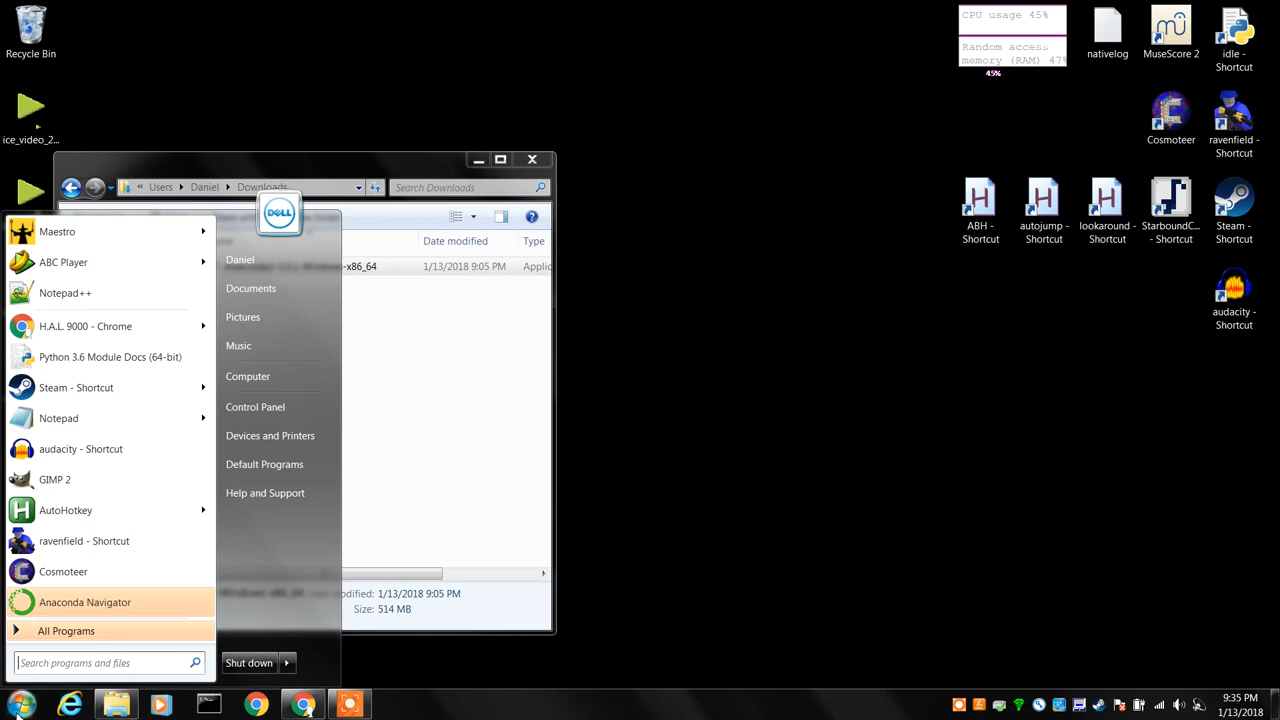 Recycle Bin
ice_video_2...
CPU usage 45%
Random access
memory (RAM) 47%
45%
nativelog
MuseScore 2
idle -
Shortcut
Cosmoteer
ravenfield -
Shortcut
ABH -
Shortcut
autojump -
Shortcut
lookaround -
Shortcut
StarboundC...
- Shortcut
Steam -
Shortcut
audacity -
Shortcut
« Users Daniel Downloads
Search Downloads
Date modified Type
-x86_64 1/13/2018 9:05 PM Applic
modified: 1/13/2018 9:05 PM
Size: 514 MB
DELL
Maestro
ABC Player
Notepad++
H.A.L. 9000 - Chrome
Python 3.6 Module Docs (64-bit)
Steam - Shortcut
Notepad
audacity - Shortcut
GIMP 2
AutoHotkey
ravenfield - Shortcut
Cosmoteer
Anaconda Navigator
All Programs
Search programs and files
Daniel
Documents
Pictures
Music
Computer
Control Panel
Devices and Printers
Default Programs
Help and Support
Shut down
9:35 PM
1/13/2018